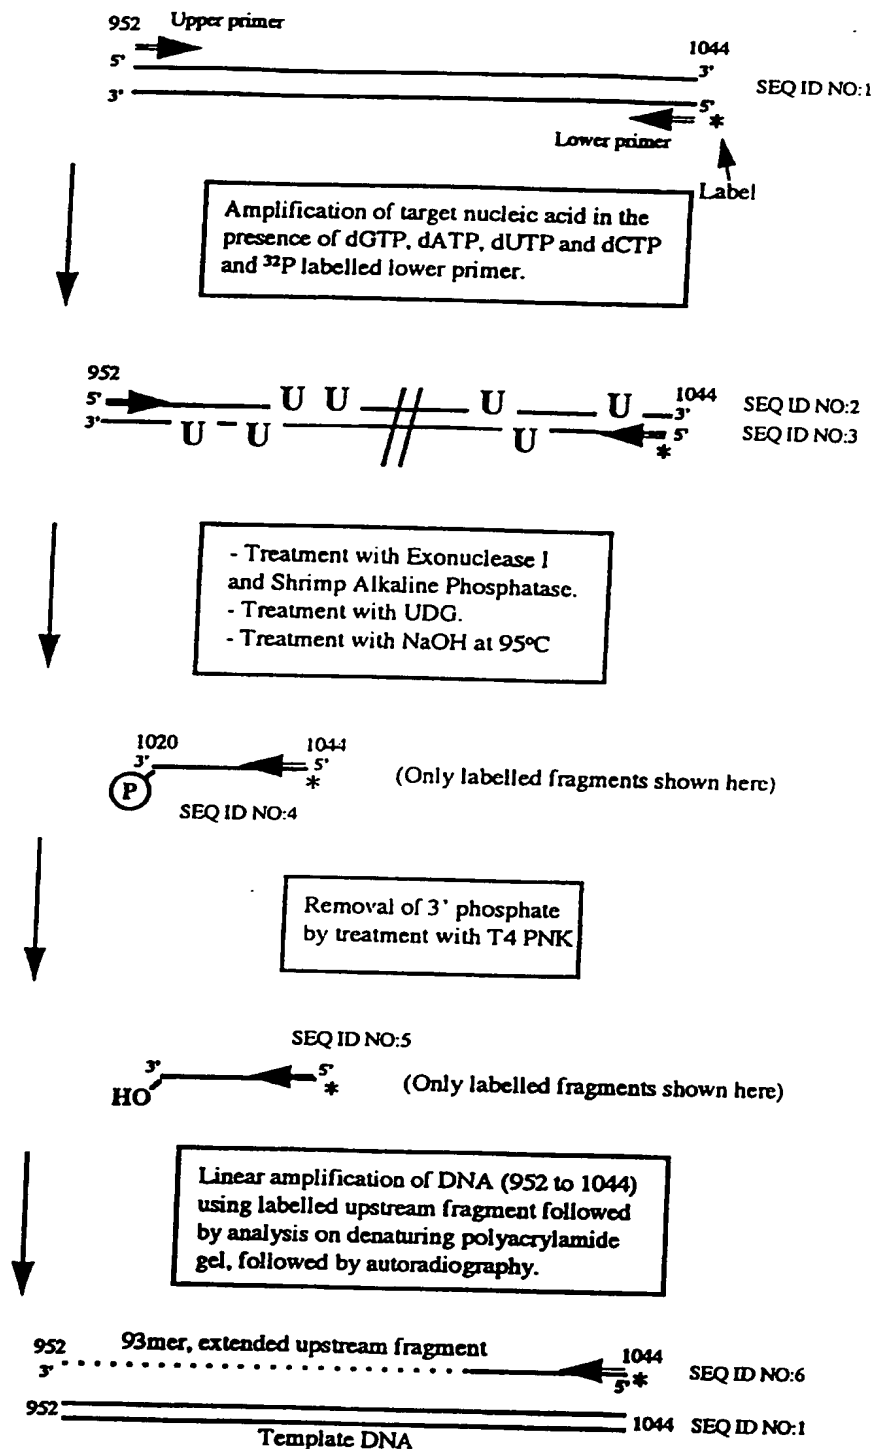 952 Upper primer
1044
5' 3'
SEQ ID NO:1
3' 5' *
Lower primer
Label
Amplification of target nucleic acid in the
presence of dGTP, dATP, dUTP and dCTP
and ³²P labelled lower primer.
952
U U U U 1044
5' 3' SEQ ID NO:2
3' U U U 5' SEQ ID NO:3
*
- Treatment with Exonuclease I
and Shrimp Alkaline Phosphatase.
- Treatment with UDG.
- Treatment with NaOH at 95°C
1020 1044
3' 5'
P * (Only labelled fragments shown here)
SEQ ID NO:4
Removal of 3' phosphate
by treatment with T4 PNK
SEQ ID NO:5
3' 5'
HO * (Only labelled fragments shown here)
Linear amplification of DNA (952 to 1044)
using labelled upstream fragment followed
by analysis on denaturing polyacrylamide
gel, followed by autoradiography.
952 93mer, extended upstream fragment 1044
3' 5' * SEQ ID NO:6
952 1044 SEQ ID NO:1
Template DNA